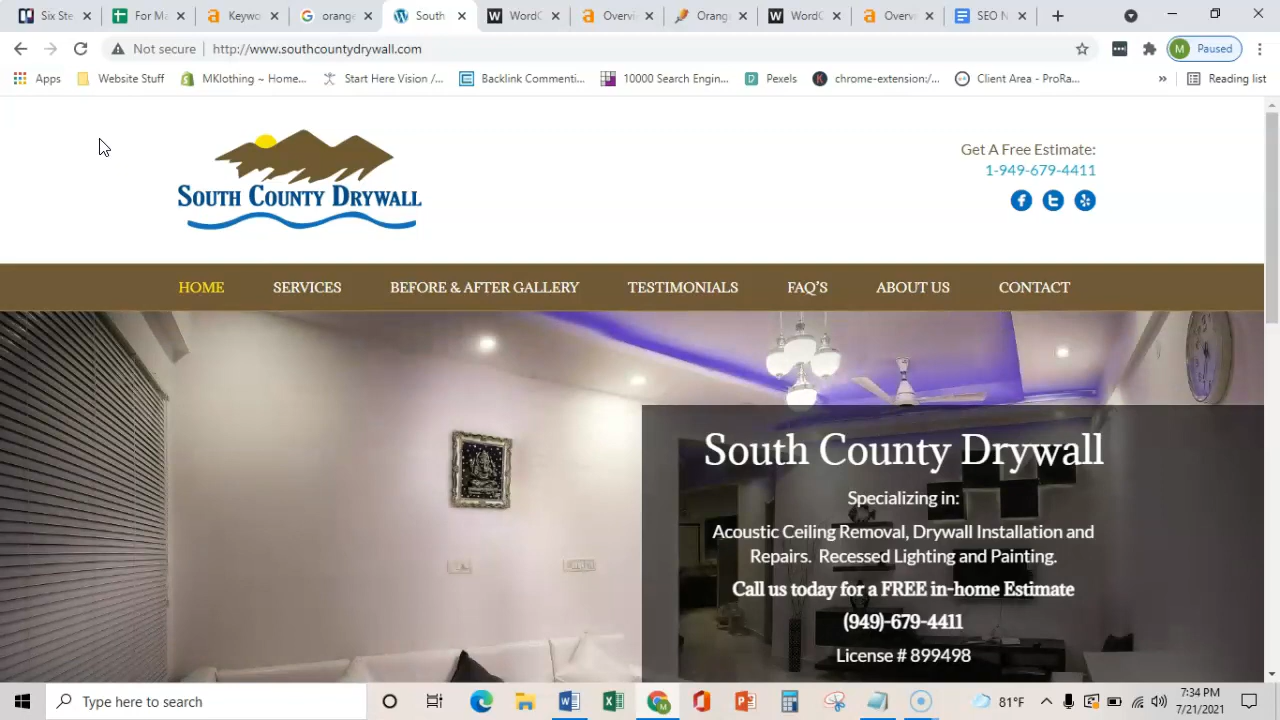 Six Ste
For Ma
Keyw
orange
South
WordC
Overvi
Orang
WordC
Overv
SEO N
Not secure
http://www.southcountydrywall.com
M
Paused
Apps
Website Stuff
MKlothing ~ Home...
Start Here Vision /...
Backlink Commenti...
10000 Search Engin...
Pexels
chrome-extension:/...
Client Area - ProRa...
»
Reading list
SOUTH COUNTY DRYWALL
Get A Free Estimate:
1-949-679-4411
HOME
SERVICES
BEFORE & AFTER GALLERY
TESTIMONIALS
FAQ'S
ABOUT US
CONTACT
South County Drywall
Specializing in:
Acoustic Ceiling Removal, Drywall Installation and
Repairs. Recessed Lighting and Painting.
Call us today for a FREE in-home Estimate
(949)-679-4411
License # 899498
Type here to search
81°F
7:34 PM
7/21/2021